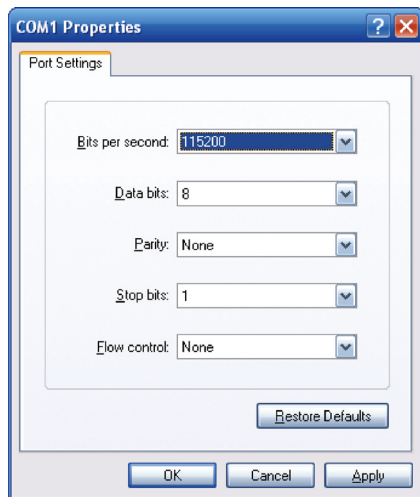 COM1 Properties
Port Settings
Bits per second: 115200
Data bits: 8
Parity: None
Stop bits: 1
Flow control: None
Restore Defaults
OK Cancel Apply